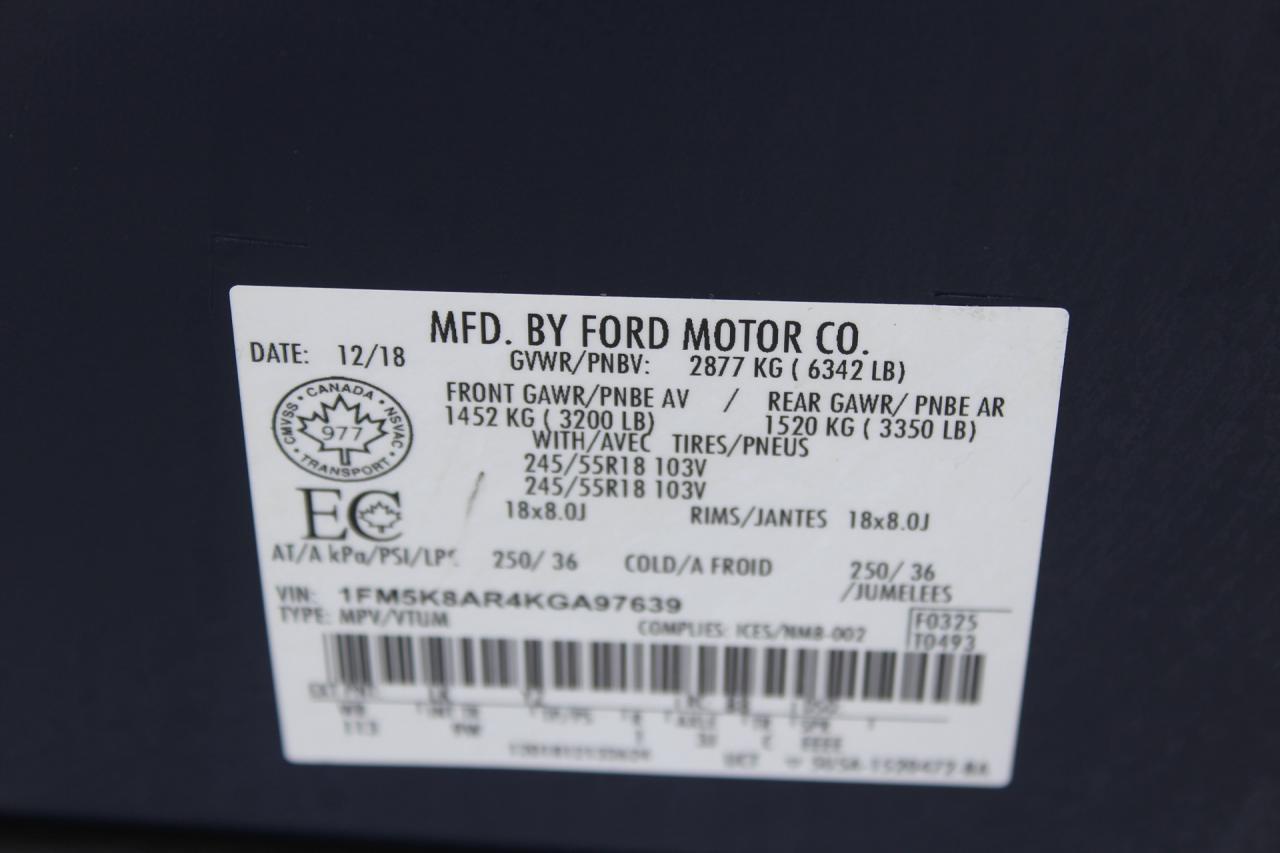 MFD. BY FORD MOTOR CO.
DATE: 12/18 GVWR/PNBV: 2877 KG ( 6342 LB)
FRONT GAWR/PNBE AV / REAR GAWR/ PNBE AR
1452 KG ( 3200 LB) 1520 KG ( 3350 LB)
WITH/AVEC TIRES/PNEUS
245/55R18 103V
245/55R18 103V
18x8.0J RIMS/JANTES 18x8.0J
CANADA
CMVSS NSVAC
977
TRANSPORT
EC
AT/A kPa/PSI/LPC 250/ 36 COLD/A FROID 250/ 36
/JUMELEES
VIN: 1FM5K8AR4KGA97639
TYPE: MPV/VTUM COMPLIES: ICES/NMB-002
F0325
T0493
WB
113